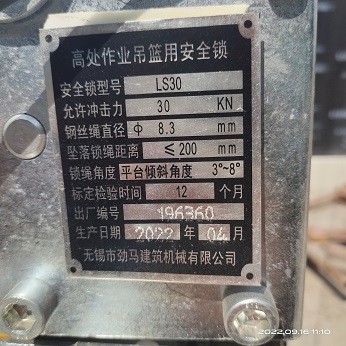 高处作业吊篮用安全锁
安全锁型号 LS30
允许冲击力 30 KN
钢丝绳直径 ф 8.3 mm
坠落锁绳距离 ≤200 mm
锁绳角度 平台倾斜角度 3°~8°
标定检验时间 12 个月
出厂编号 196360
生产日期 2022 年 04 月
无锡市劲马建筑机械有限公司
2022.09.16 11:10